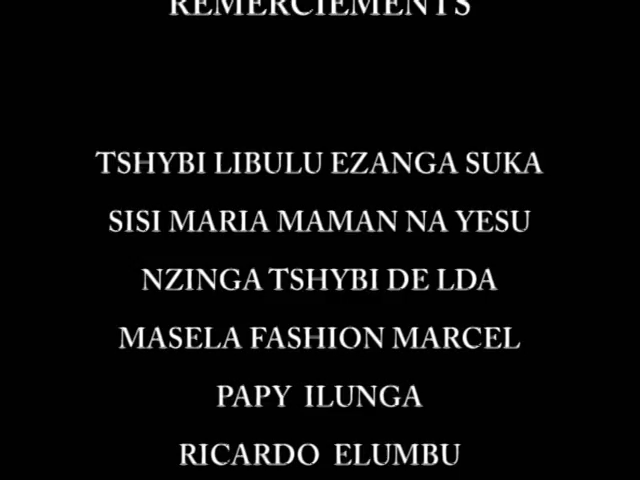 REMERCIEMENTS
TSHYBI LIBULU EZANGA SUKA
SISI MARIA MAMAN NA YESU
NZINGA TSHYBI DE LDA
MASELA FASHION MARCEL
PAPY ILUNGA
RICARDO ELUMBU